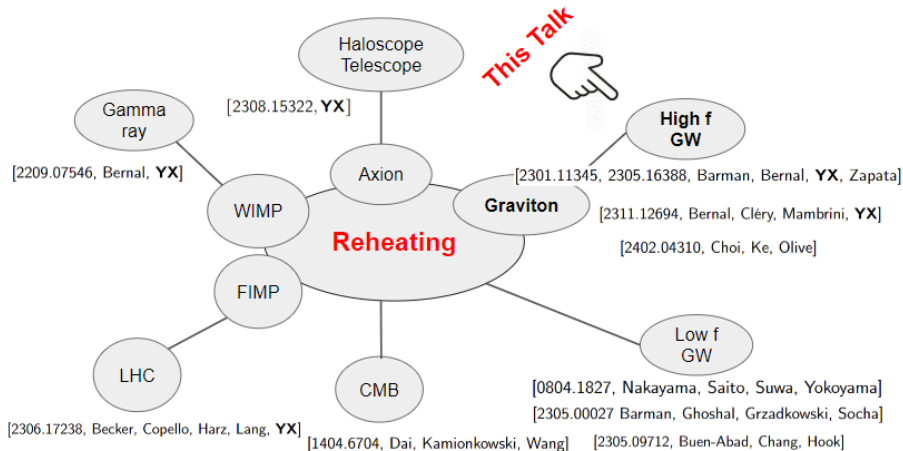 Haloscope
Telescope
This Talk
[2308.15322, YX]
Gamma
ray
High f
GW
[2209.07546, Bernal, YX]
Axion
[2301.11345, 2305.16388, Barman, Bernal, YX, Zapata]
WIMP
Graviton
[2311.12694, Bernal, Cléry, Mambrini, YX]
Reheating
[2402.04310, Choi, Ke, Olive]
FIMP
Low f
GW
LHC
CMB
[0804.1827, Nakayama, Saito, Suwa, Yokoyama]
[2305.00027 Barman, Ghoshal, Grzadkowski, Socha]
[2306.17238, Becker, Copello, Harz, Lang, YX]
[1404.6704, Dai, Kamionkowski, Wang]
[2305.09712, Buen-Abad, Chang, Hook]